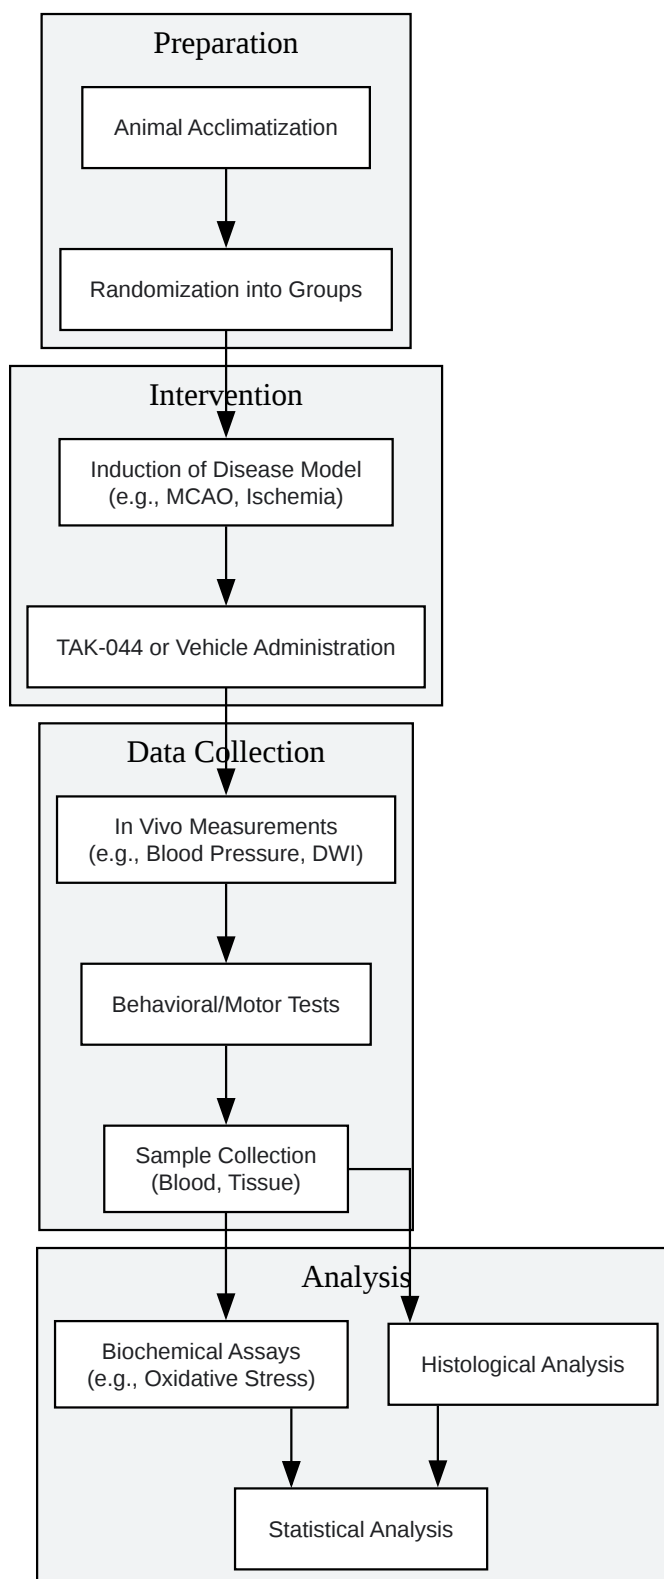 Preparation
Animal Acclimatization
Randomization into Groups
Intervention
Induction of Disease Model
(e.g., MCAO, Ischemia)
TAK-044 or Vehicle Administration
Data Collection
In Vivo Measurements
(e.g., Blood Pressure, DWI)
Behavioral/Motor Tests
Sample Collection
(Blood, Tissue)
Analysis
Biochemical Assays
(e.g., Oxidative Stress)
Histological Analysis
Statistical Analysis